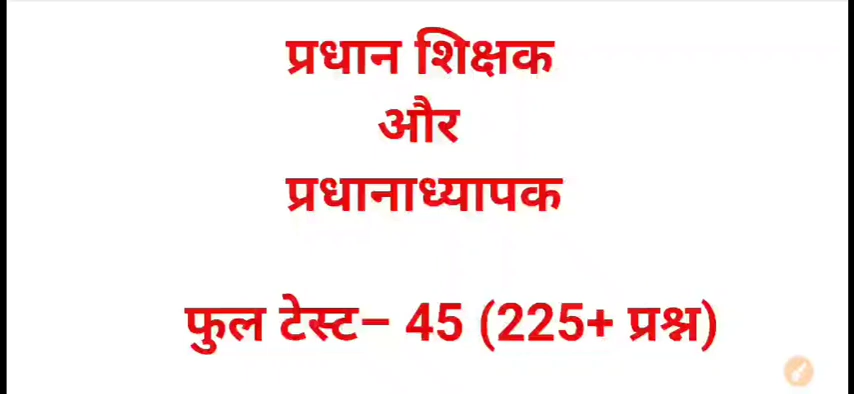 प्रधान शिक्षक
और
प्रधानाध्यापक
फुल टेस्ट– 45 (225+ प्रश्न)